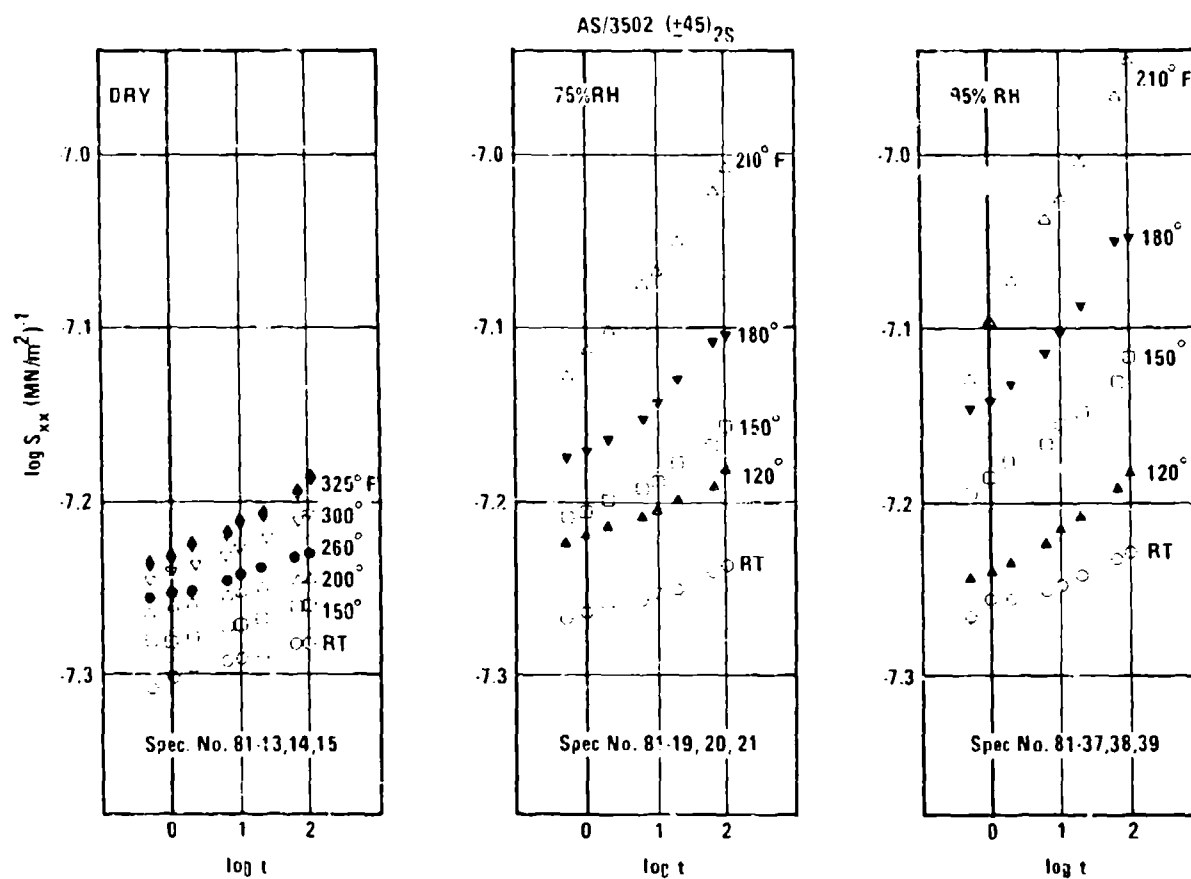 AS/3502 (±45)2S
DRY
75%RH
95% RH
-7.0
-7.1
-7.2
-7.3
log Sxx (MN/m²)⁻¹
325° F
300°
260°
200°
150°
RT
Spec. No. 81-13,14,15
0 1 2
log t
-7.0
-7.1
-7.2
-7.3
210° F
180°
150°
120°
RT
Spec No. 81-19, 20, 21
0 1 2
log t
-7.0
-7.1
-7.2
-7.3
210° F
180°
150°
120°
RT
Spec No. 81-37,38,39
0 1 2
log t